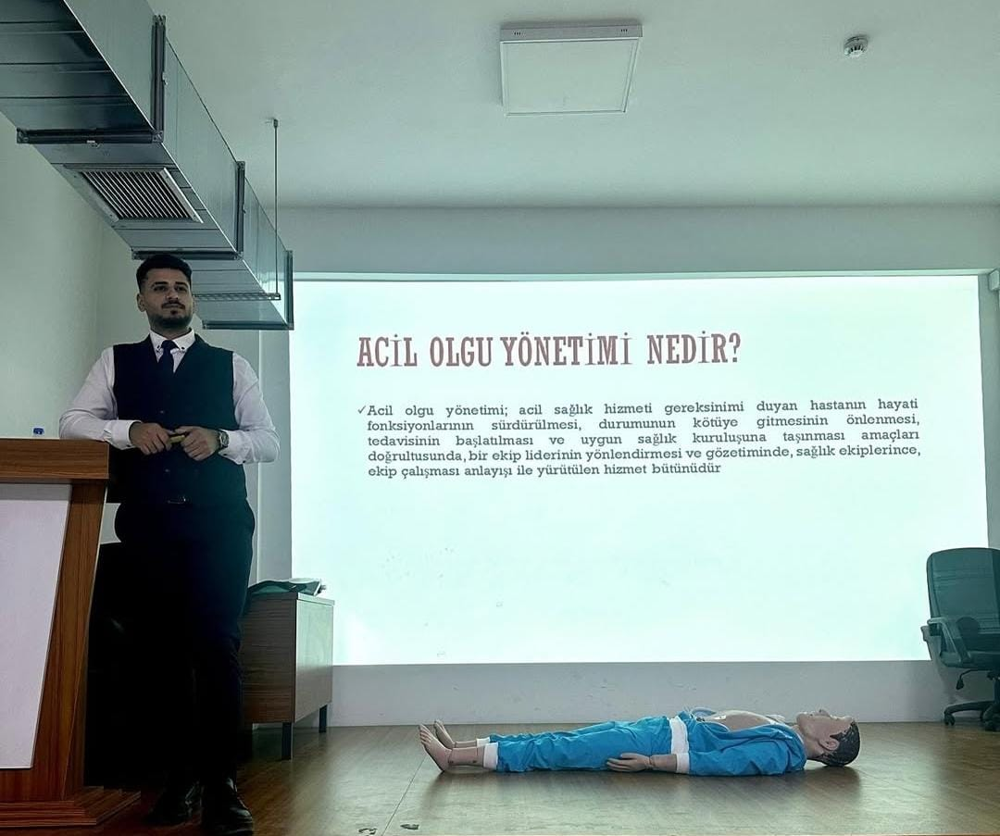 ACİL OLGU YÖNETİMİ NEDİR?
✓Acil olgu yönetimi; acil sağlık hizmeti gereksinimi duyan hastanın hayati
fonksiyonlarının sürdürülmesi, durumunun kötüye gitmesinin önlenmesi,
tedavisinin başlatılması ve uygun sağlık kuruluşuna taşınması amaçları
doğrultusunda, bir ekip liderinin yönlendirmesi ve gözetiminde, sağlık ekiplerince,
ekip çalışması anlayışı ile yürütülen hizmet bütünüdür